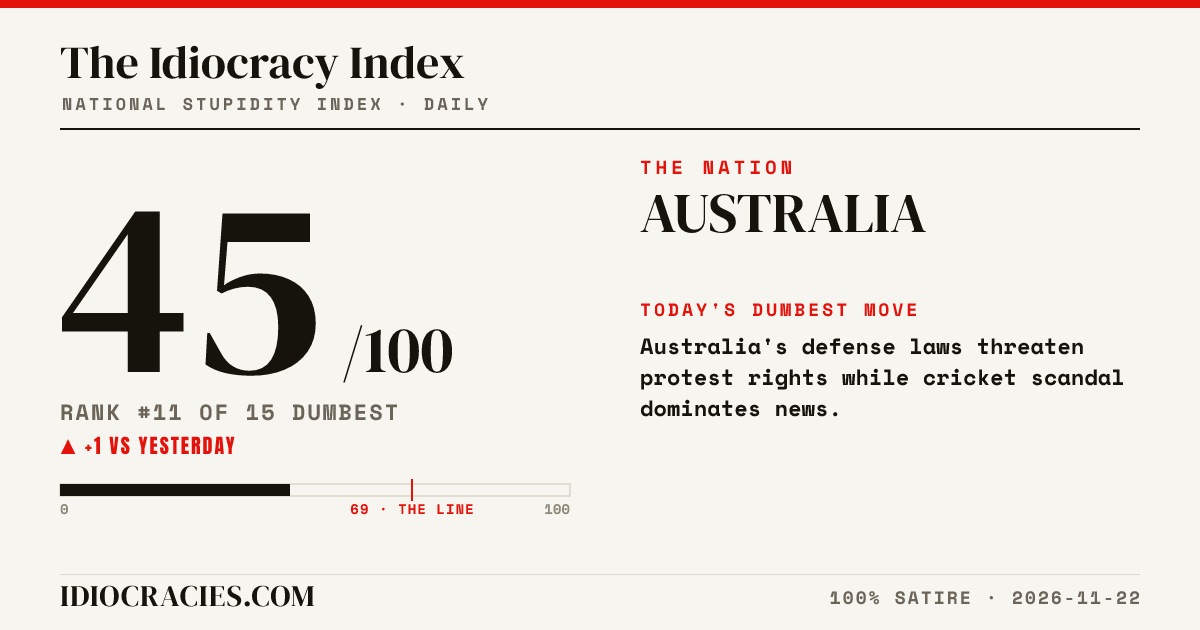 The Idiocracy Index
NATIONAL STUPIDITY INDEX · DAILY
45 /100
RANK #11 OF 15 DUMBEST
▲ +1 VS YESTERDAY
0
69 · THE LINE
100
THE NATION
AUSTRALIA
TODAY'S DUMBEST MOVE
Australia's defense laws threaten
protest rights while cricket scandal
dominates news.
IDIOCRACIES.COM
100% SATIRE · 2026-11-22